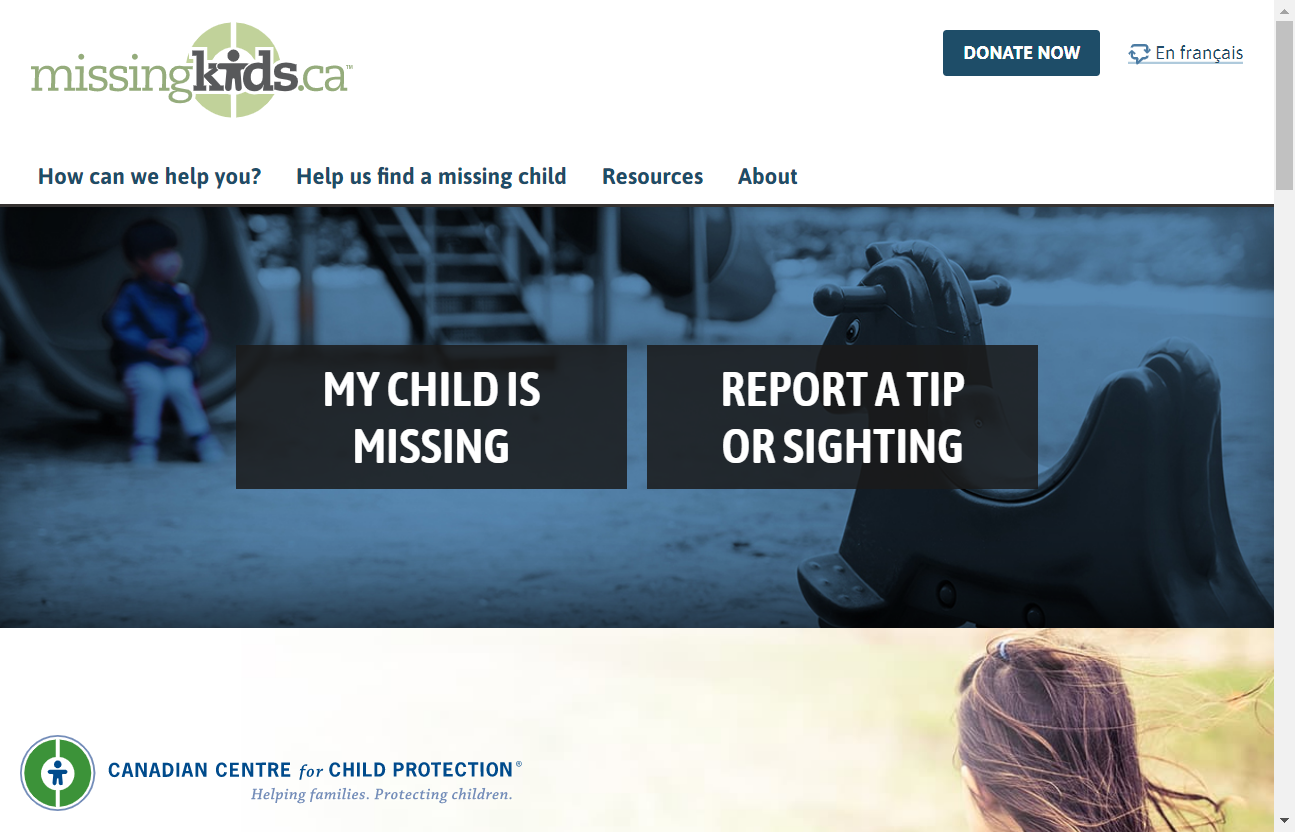 missingkids.ca™
DONATE NOW
En français
How can we help you?
Help us find a missing child
Resources
About
MY CHILD IS
MISSING
REPORT A TIP
OR SIGHTING
CANADIAN CENTRE for CHILD PROTECTION®
Helping families. Protecting children.